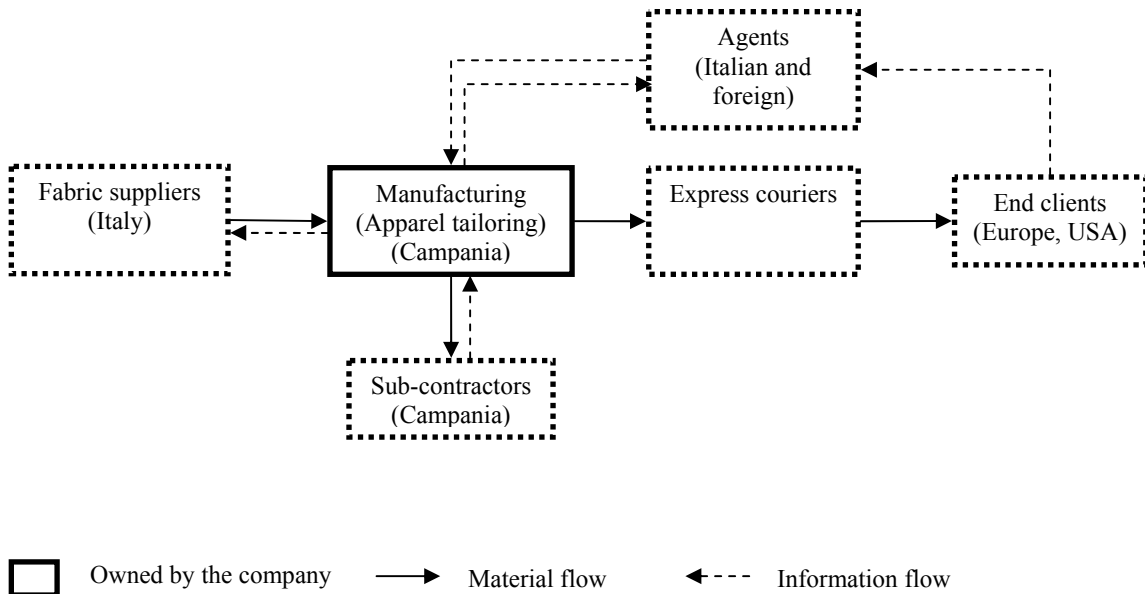 Agents
(Italian and
foreign)
Fabric suppliers
(Italy)
Manufacturing
(Apparel tailoring)
(Campania)
Express couriers
End clients
(Europe, USA)
Sub-contractors
(Campania)
Owned by the company
Material flow
Information flow